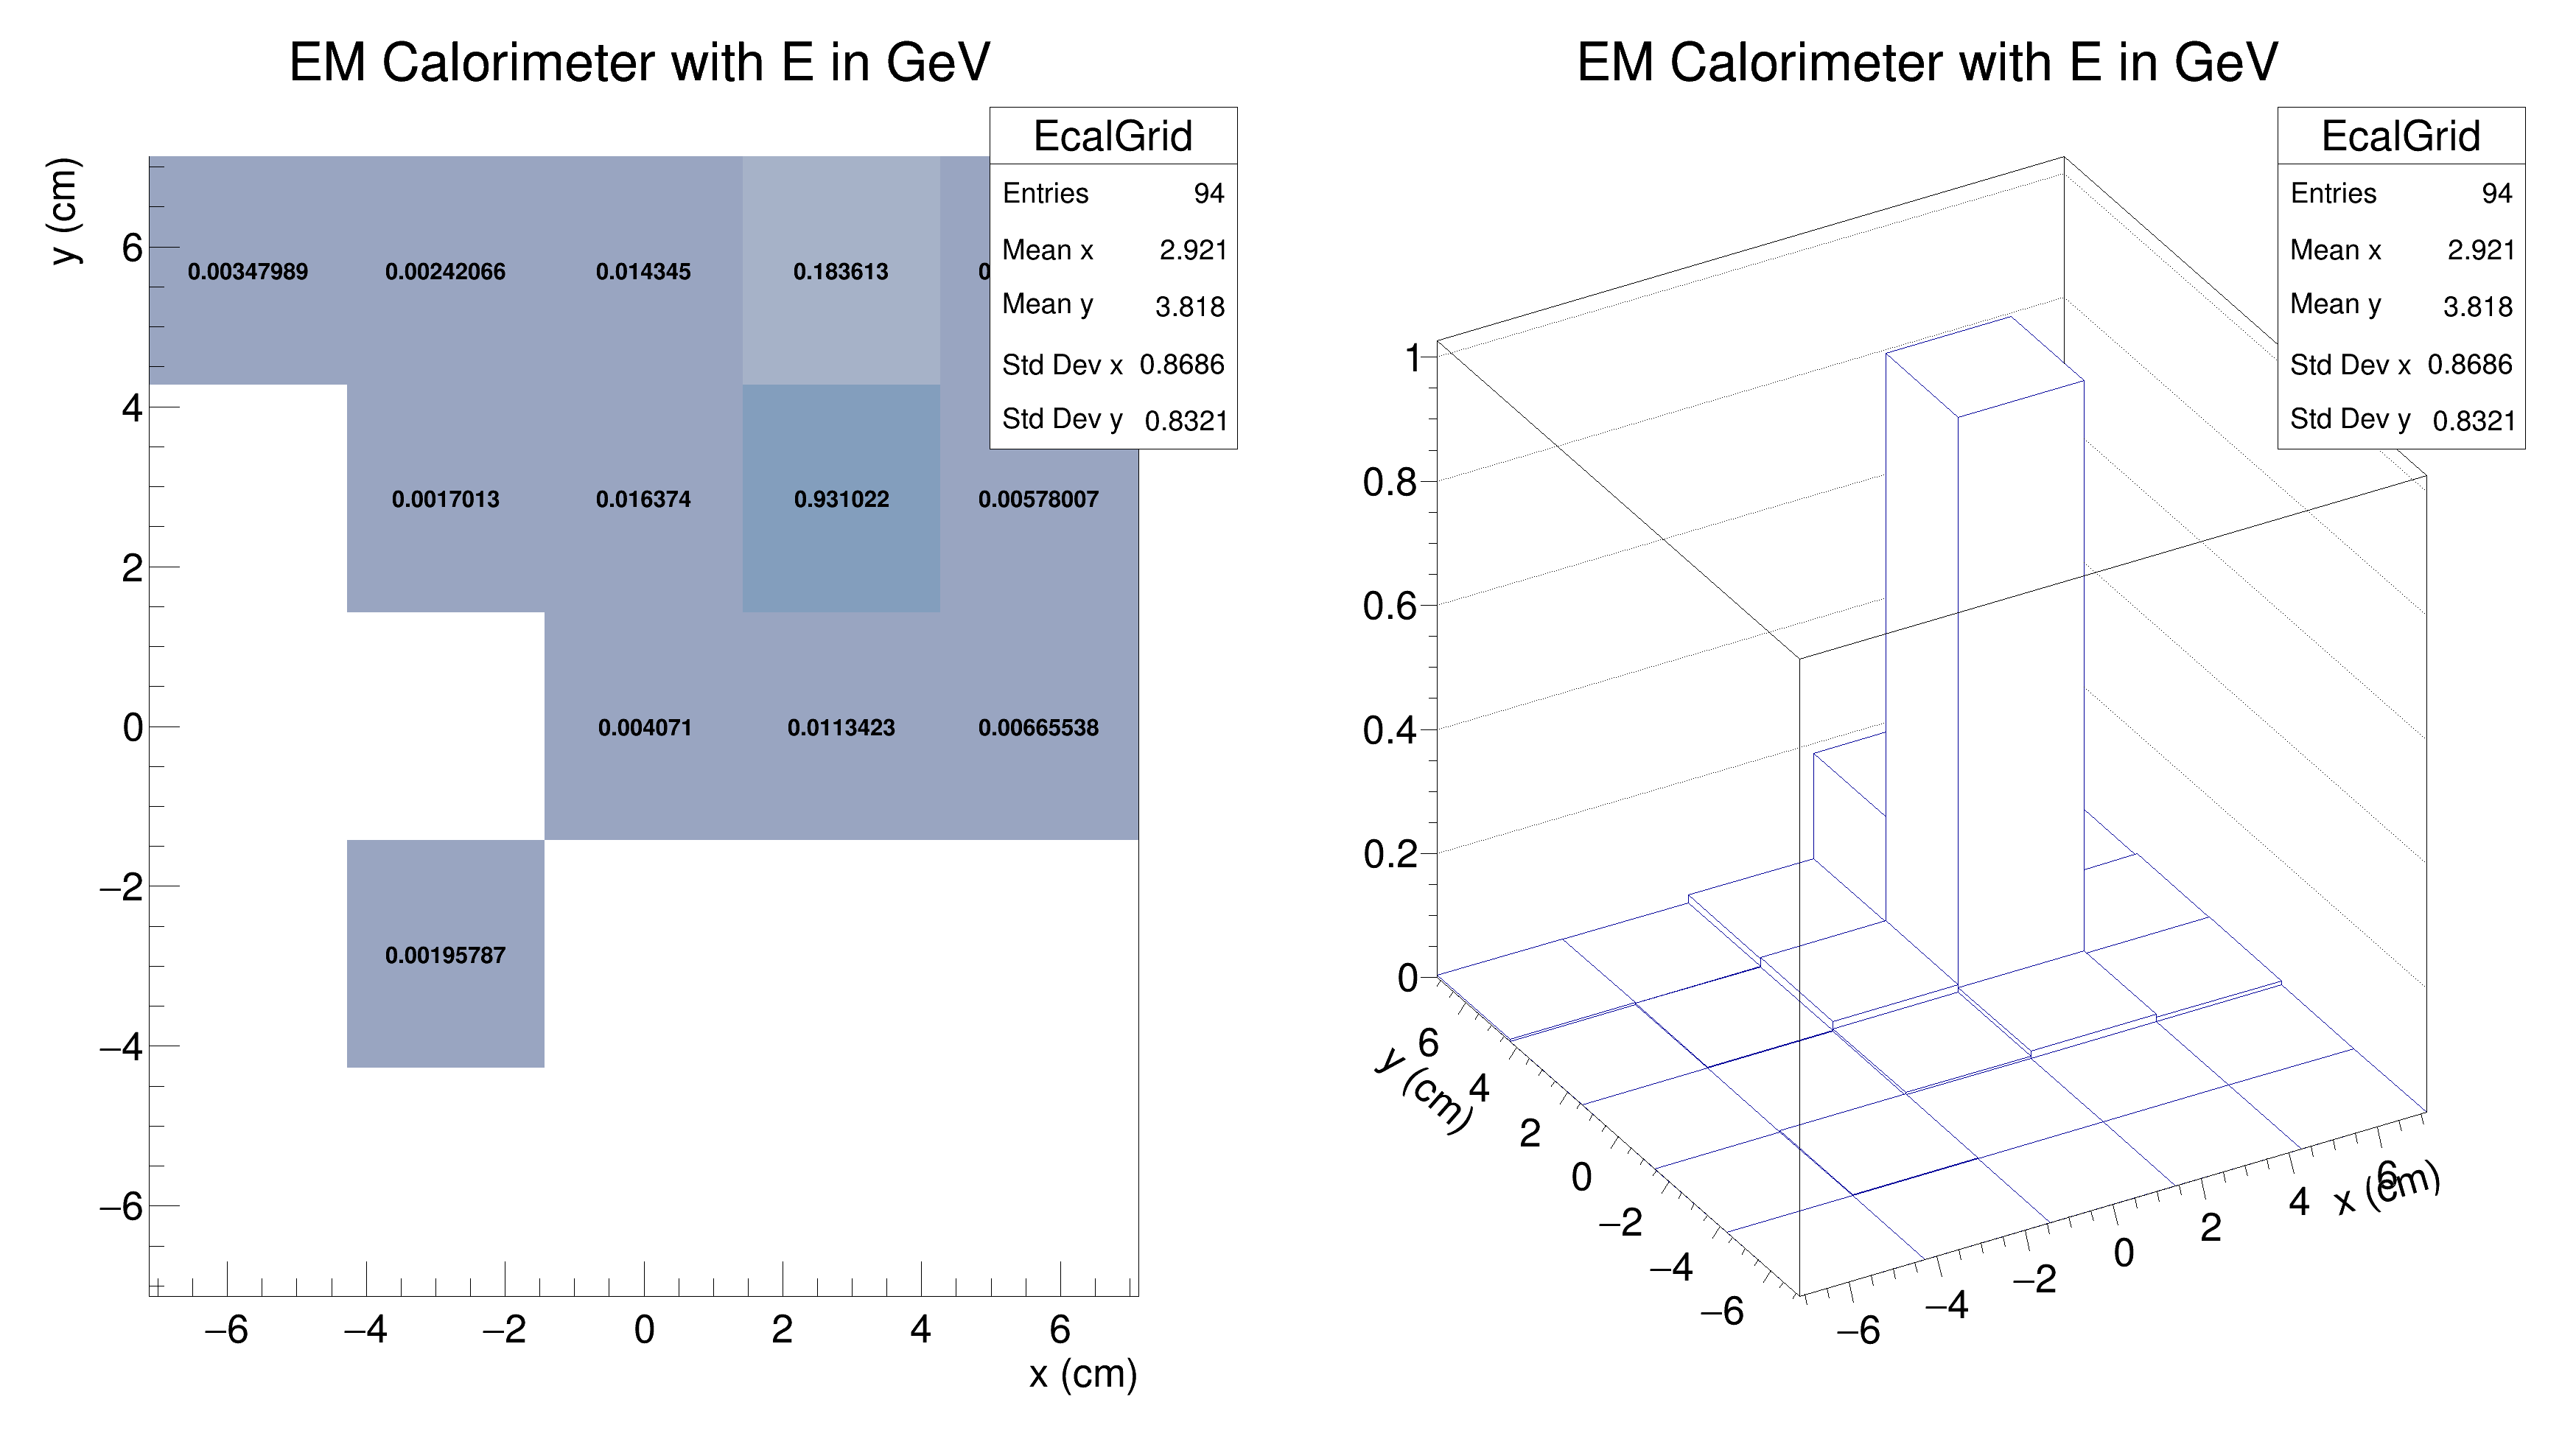 EM Calorimeter with E in GeV
EcalGrid
Entries 94
Mean x 2.921
Mean y 3.818
Std Dev x 0.8686
Std Dev y 0.8321
y (cm)
6
4
2
0
−2
−4
−6
0.00347989 0.00242066 0.014345 0.183613
0.0017013 0.016374 0.931022 0.00578007
0.004071 0.0113423 0.00665538
0.00195787
−6 −4 −2 0 2 4 6
x (cm)
EM Calorimeter with E in GeV
EcalGrid
Entries 94
Mean x 2.921
Mean y 3.818
Std Dev x 0.8686
Std Dev y 0.8321
1
0.8
0.6
0.4
0.2
0
6
4
2
0
−2
−4
−6
y (cm)
−6
−4
−2
0
2
4
6
x (cm)